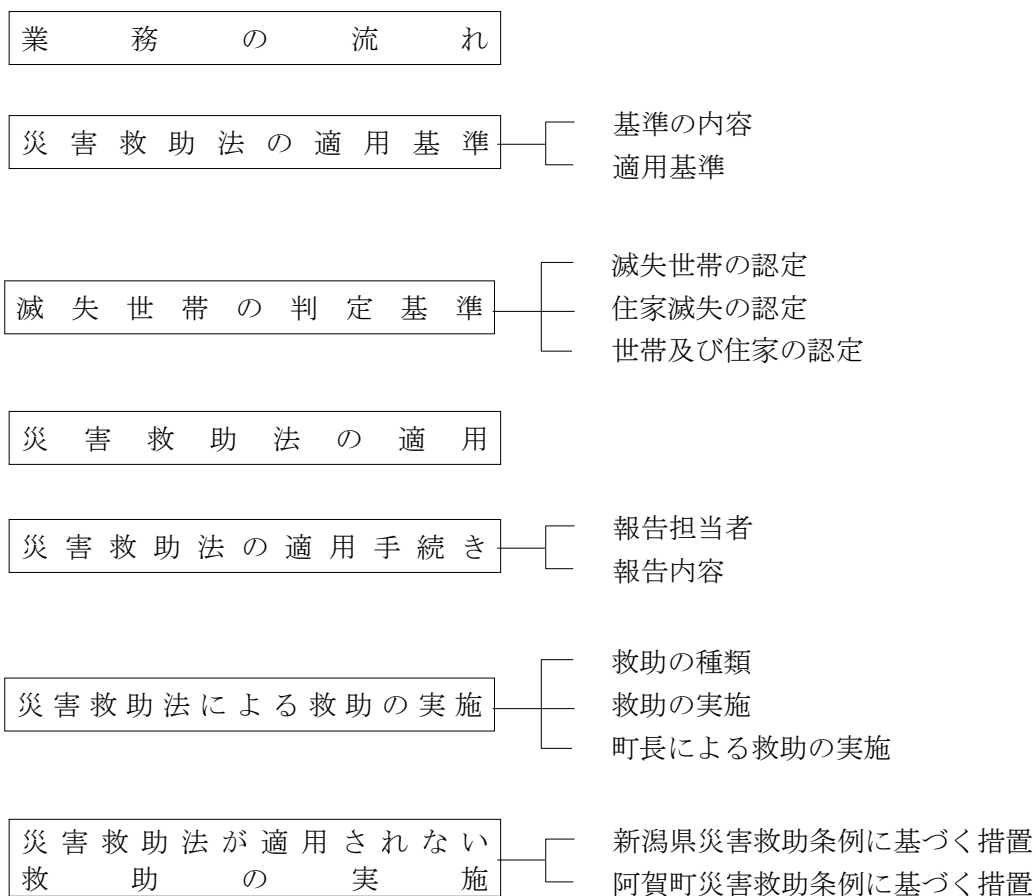 業務の流れ
災害救助法の適用基準
基準の内容
適用基準
滅失世帯の判定基準
滅失世帯の認定
住家滅失の認定
世帯及び住家の認定
災害救助法の適用
災害救助法の適用手続き
報告担当者
報告内容
災害救助法による救助の実施
救助の種類
救助の実施
町長による救助の実施
災害救助法が適用されない
救助の実施
新潟県災害救助条例に基づく措置
阿賀町災害救助条例に基づく措置